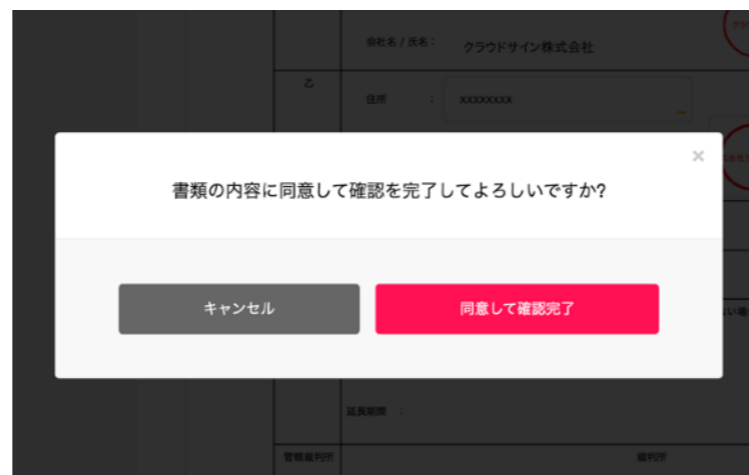 会社名 / 氏名： クラウドサイン株式会社
乙
住所 ： XXXXXXXX
×
書類の内容に同意して確認を完了してよろしいですか?
キャンセル
同意して確認完了
延長期間 ：
管轄裁判所 裁判所